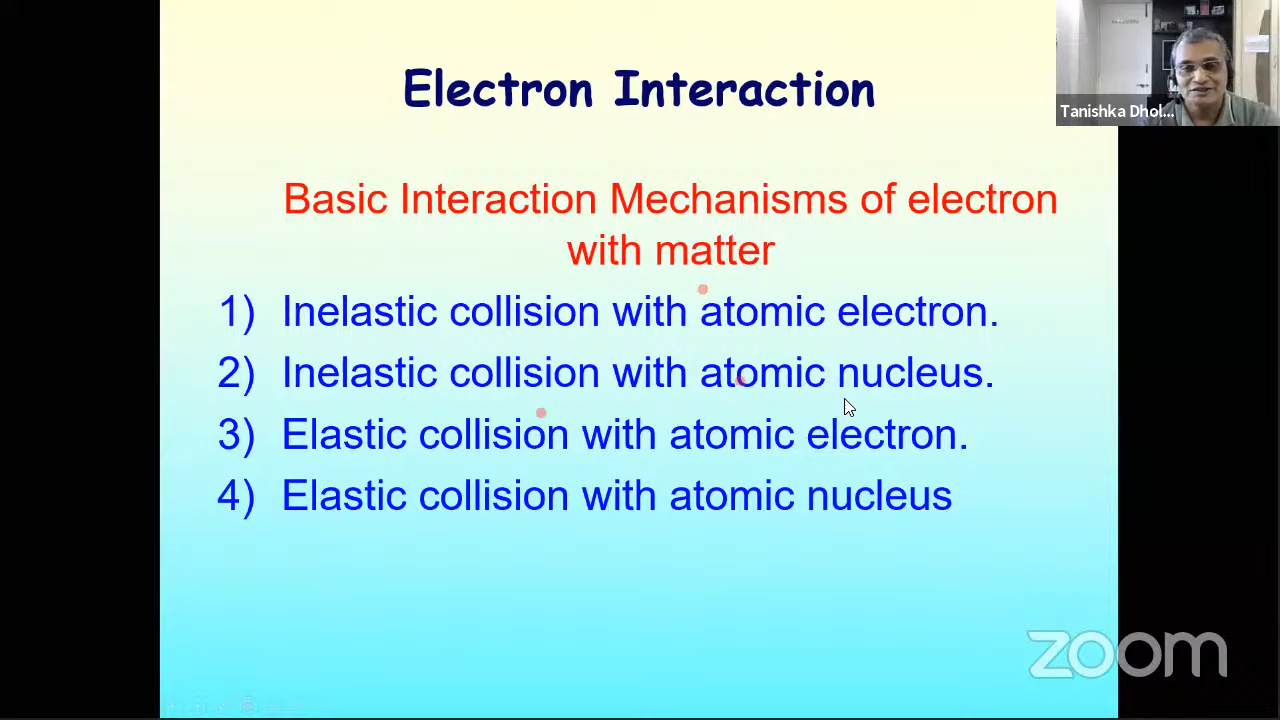 Electron Interaction
Tanishka Dhol...
Basic Interaction Mechanisms of electron
with matter
1) Inelastic collision with atomic electron.
2) Inelastic collision with atomic nucleus.
3) Elastic collision with atomic electron.
4) Elastic collision with atomic nucleus
zoom